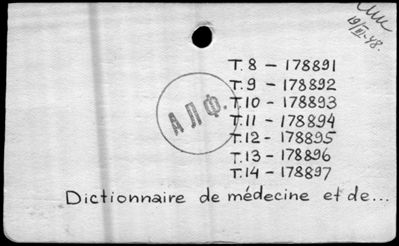 19/VI-48.
Т. 8 – 178891
Т. 9 – 178892
Т. 10 – 178893
Т. 11 – 178894
Т. 12 – 178895
Т. 13 – 178896
Т. 14 – 178897
АЛФ.
Dictionnaire de médecine et de...